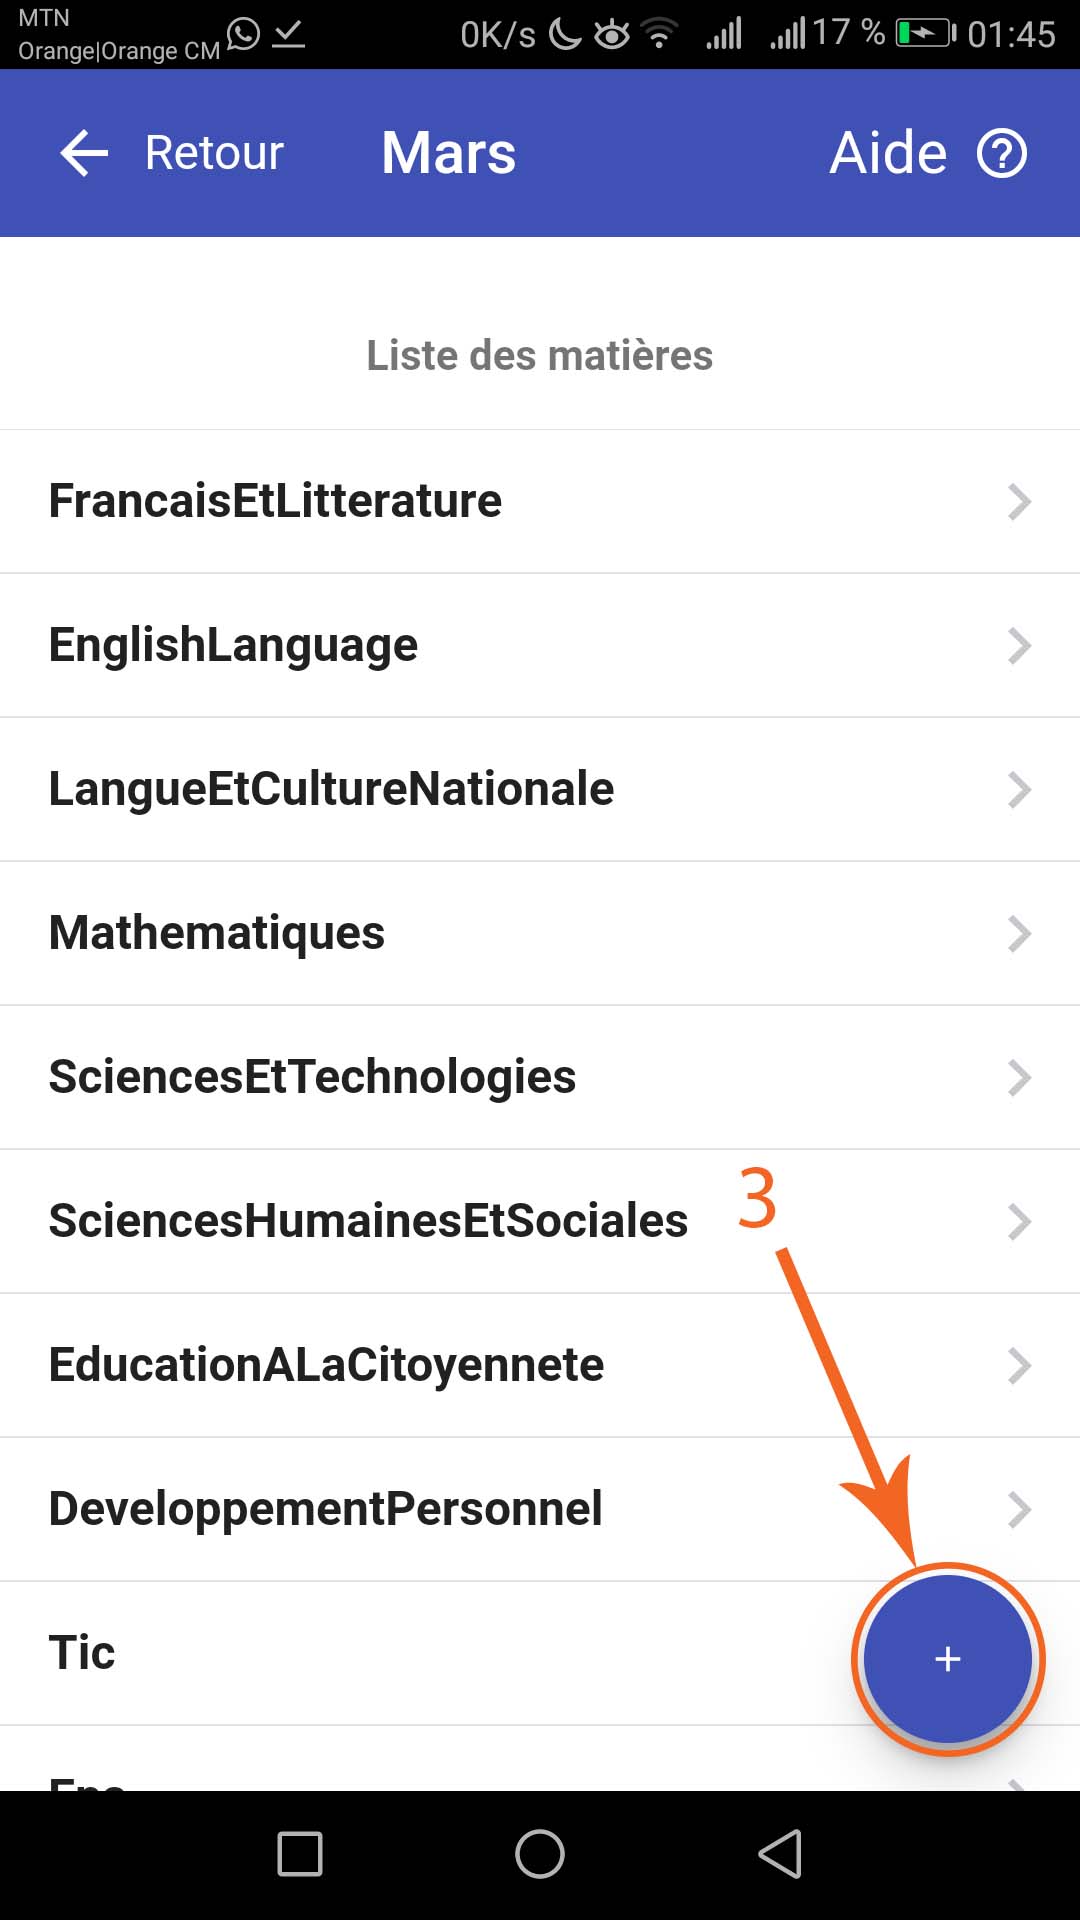 MTN
Orange|Orange CM 0K/s 17 % 01:45
Retour Mars Aide ?
Liste des matières
FrancaisEtLitterature
EnglishLanguage
LangueEtCultureNationale
Mathematiques
SciencesEtTechnologies
3
SciencesHumainesEtSociales
EducationALaCitoyennete
DeveloppementPersonnel
Tic
+